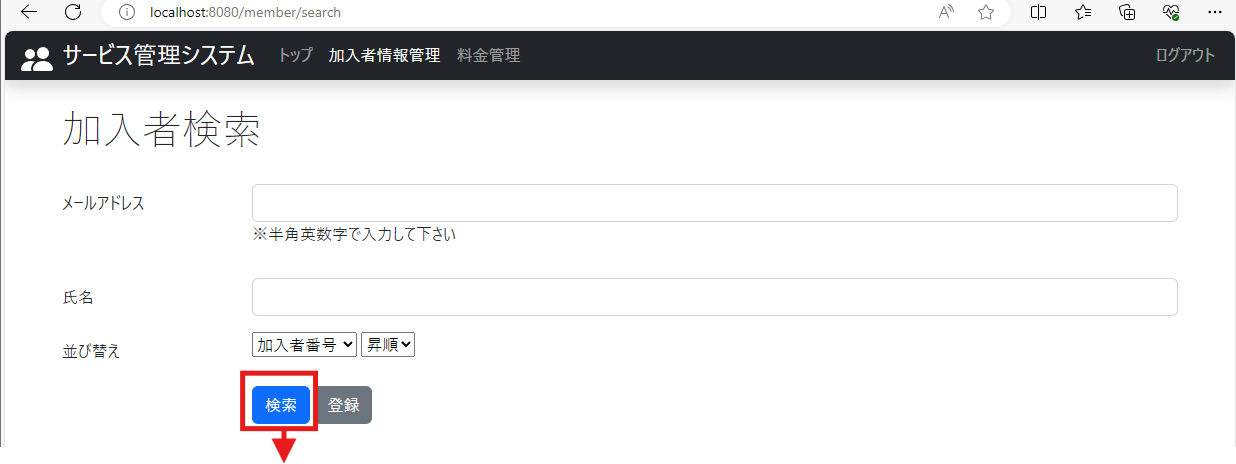 localhost:8080/member/search
サービス管理システム トップ 加入者情報管理 料金管理 ログアウト
加入者検索
メールアドレス
※半角英数字で入力して下さい
氏名
並び替え 加入者番号 昇順
検索 登録